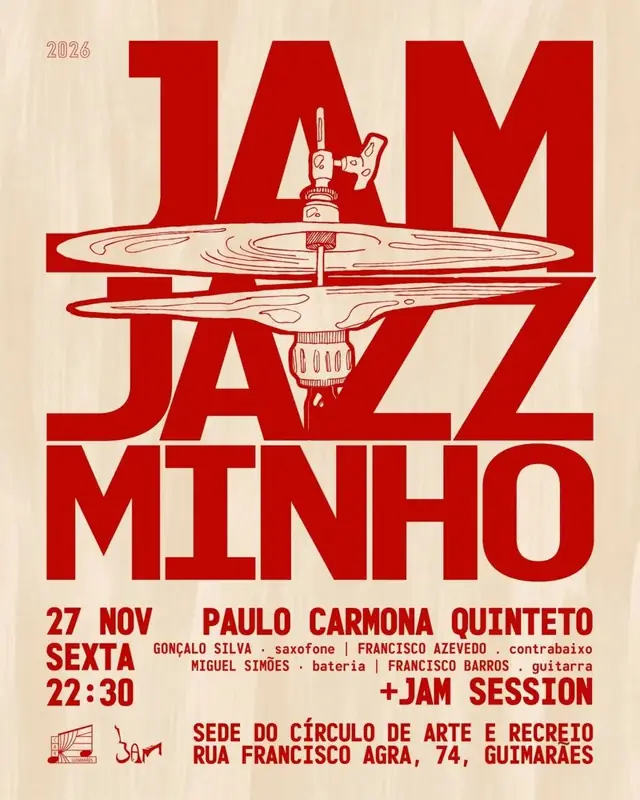 2026
JAM
JAZZ
MINHO
27 NOV
SEXTA
22:30
PAULO CARMONA QUINTETO
GONÇALO SILVA · saxofone | FRANCISCO AZEVEDO . contrabaixo
MIGUEL SIMÕES · bateria | FRANCISCO BARROS . guitarra
+JAM SESSION
JAM
SEDE DO CÍRCULO DE ARTE E RECREIO
RUA FRANCISCO AGRA, 74, GUIMARÃES